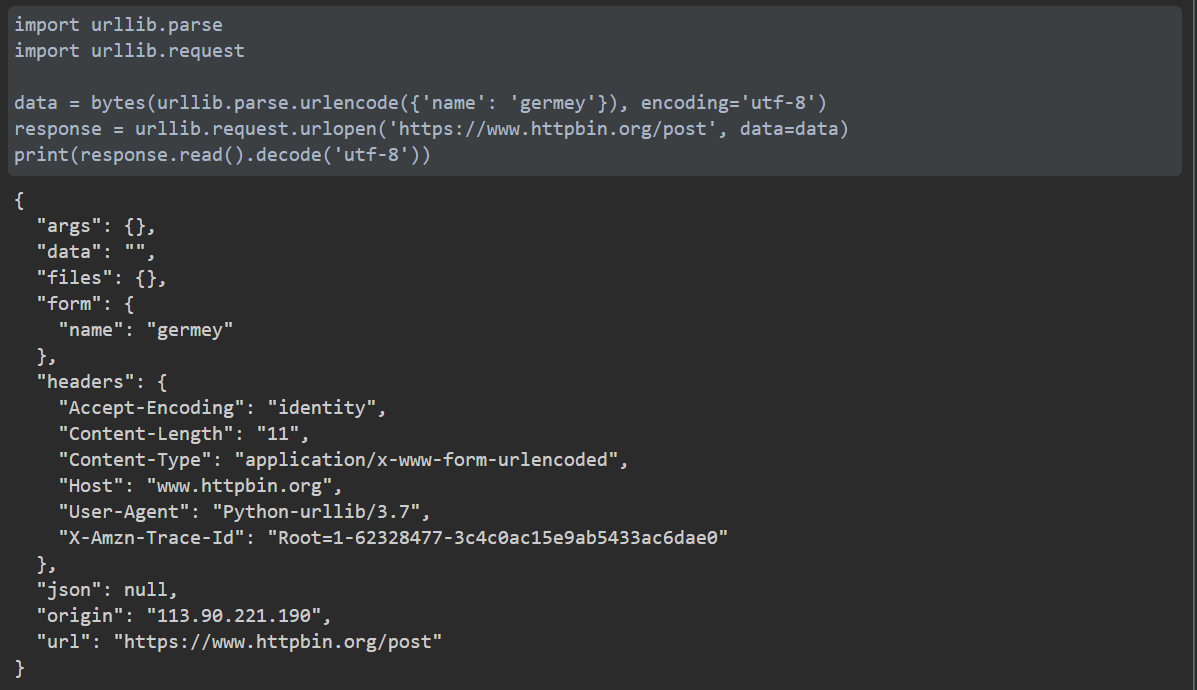 import urllib.parse
import urllib.request
data = bytes(urllib.parse.urlencode({'name': 'germey'}), encoding='utf-8')
response = urllib.request.urlopen('https://www.httpbin.org/post', data=data)
print(response.read().decode('utf-8'))
{
  "args": {},
  "data": "",
  "files": {},
  "form": {
    "name": "germey"
  },
  "headers": {
    "Accept-Encoding": "identity",
    "Content-Length": "11",
    "Content-Type": "application/x-www-form-urlencoded",
    "Host": "www.httpbin.org",
    "User-Agent": "Python-urllib/3.7",
    "X-Amzn-Trace-Id": "Root=1-62328477-3c4c0ac15e9ab5433ac6dae0"
  },
  "json": null,
  "origin": "113.90.221.190",
  "url": "https://www.httpbin.org/post"
}